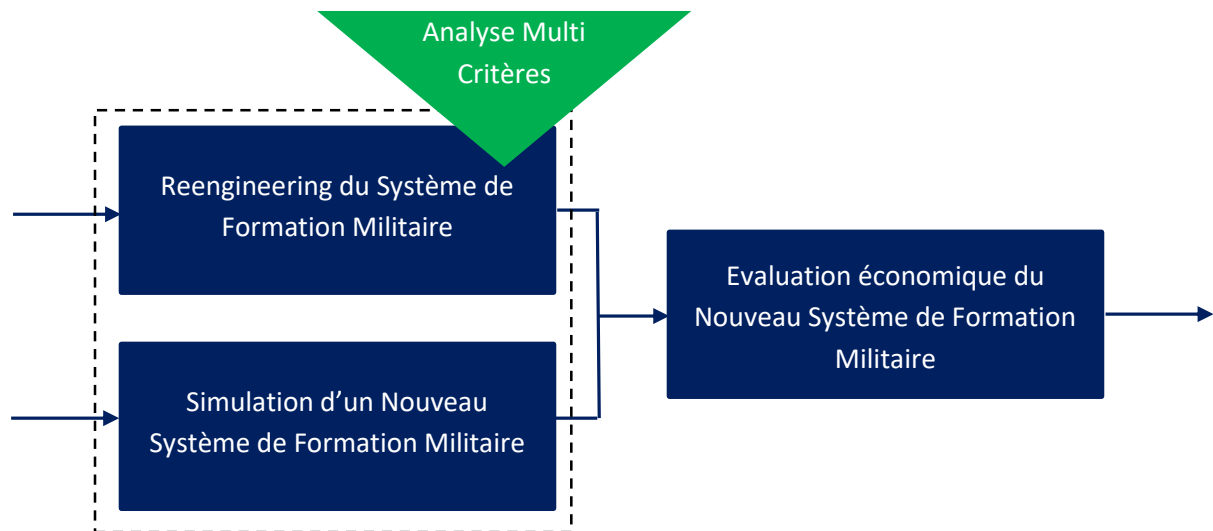 Analyse Multi
Critères
Reengineering du Système de
Formation Militaire
Simulation d’un Nouveau
Système de Formation Militaire
Evaluation économique du
Nouveau Système de Formation
Militaire